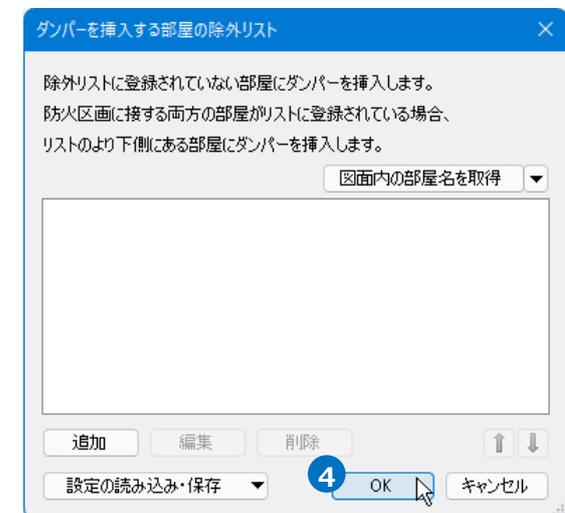 ダンパーを挿入する部屋の除外リスト
除外リストに登録されていない部屋にダンパーを挿入します。
防火区画に接する両方の部屋がリストに登録されている場合、
リストのより下側にある部屋にダンパーを挿入します。
図面内の部屋名を取得
追加 編集 削除
設定の読み込み・保存 4 OK キャンセル